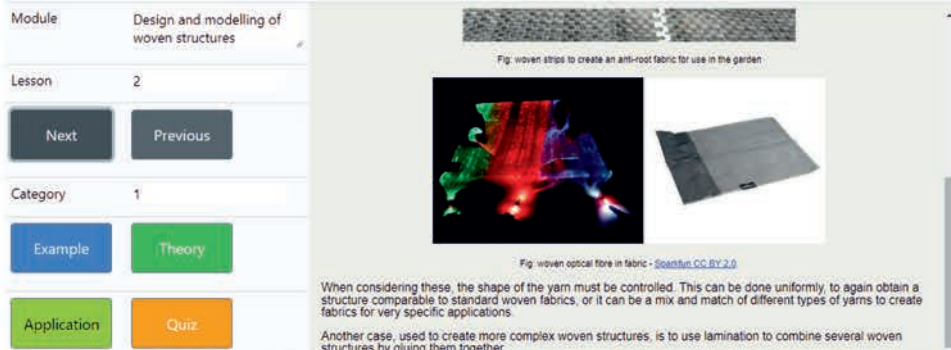 Module
Design and modelling of
woven structures
Lesson
2
Next
Previous
Category
1
Example
Theory
Application
Quiz
Fig: woven strips to create an anti-root fabric for use in the garden
Fig: woven optical fibre in fabric - Sparkfun CC BY 2.0
When considering these, the shape of the yarn must be controlled. This can be done uniformly, to again obtain a
structure comparable to standard woven fabrics, or it can be a mix and match of different types of yarns to create
fabrics for very specific applications.
Another case, used to create more complex woven structures, is to use lamination to combine several woven
structures by gluing them together